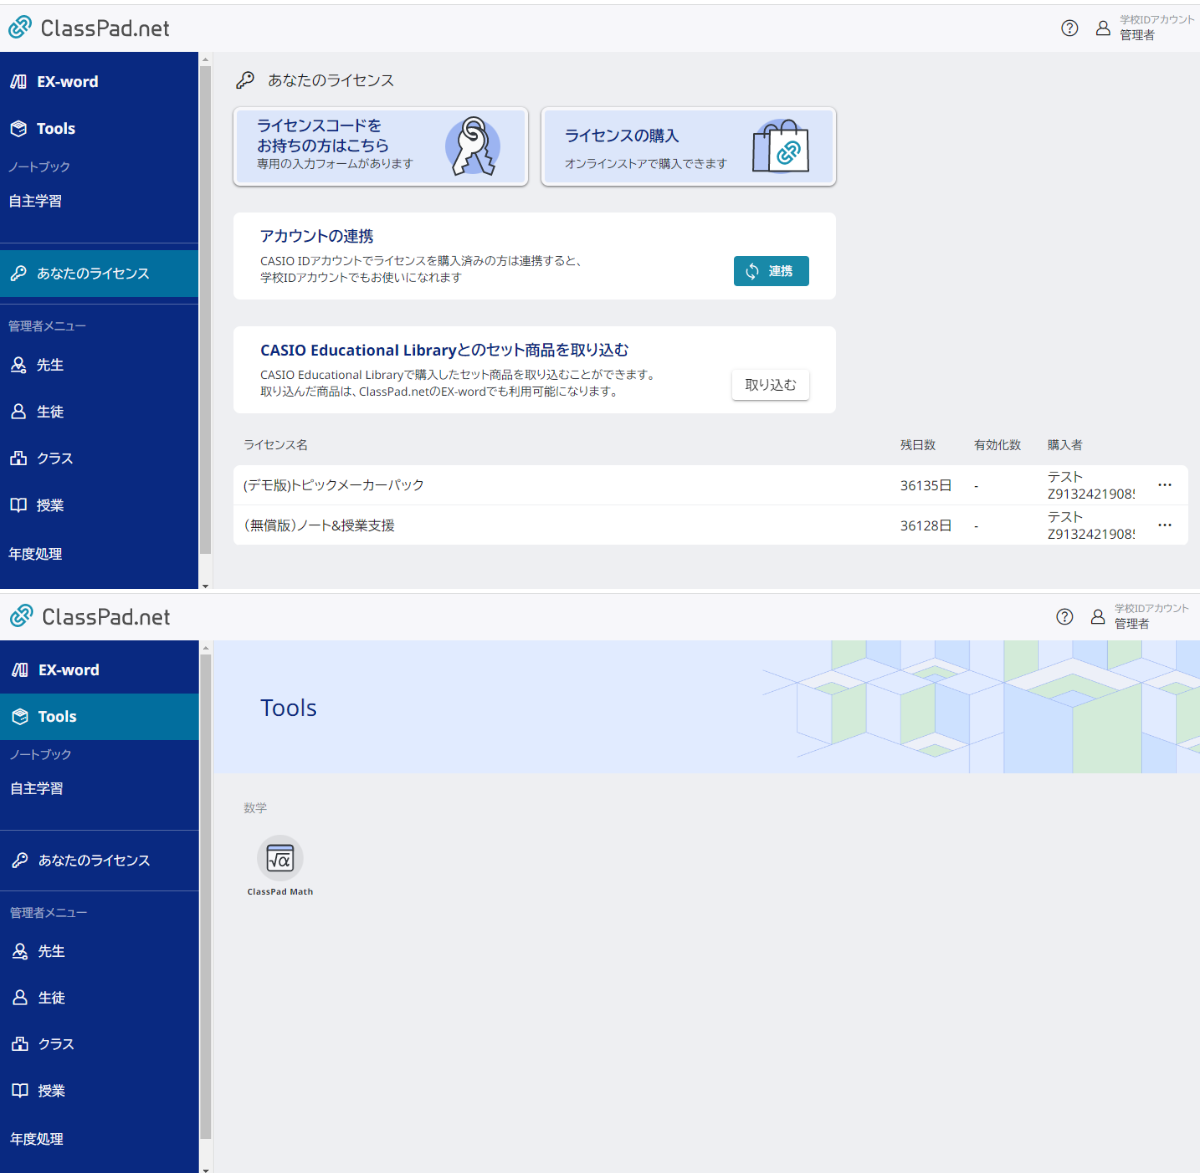 ClassPad.net
学校IDアカウント
管理者
EX-word
Tools
ノートブック
自主学習
あなたのライセンス
管理者メニュー
先生
生徒
クラス
授業
年度処理
あなたのライセンス
ライセンスコードを
お持ちの方はこちら
専用の入力フォームがあります
ライセンスの購入
オンラインストアで購入できます
アカウントの連携
CASIO IDアカウントでライセンスを購入済みの方は連携すると、
学校IDアカウントでもお使いになれます
連携
CASIO Educational Libraryとのセット商品を取り込む
CASIO Educational Libraryで購入したセット商品を取り込むことができます。
取り込んだ商品は、ClassPad.netのEX-wordでも利用可能になります。
取り込む
ライセンス名 残日数 有効化数 購入者
(デモ版)トピックメーカーパック 36135日 - テスト
Z9132421908
（無償版）ノート&授業支援 36128日 - テスト
Z9132421908
ClassPad.net
学校IDアカウント
管理者
EX-word
Tools
ノートブック
自主学習
あなたのライセンス
管理者メニュー
先生
生徒
クラス
授業
年度処理
Tools
数学
√α
ClassPad Math